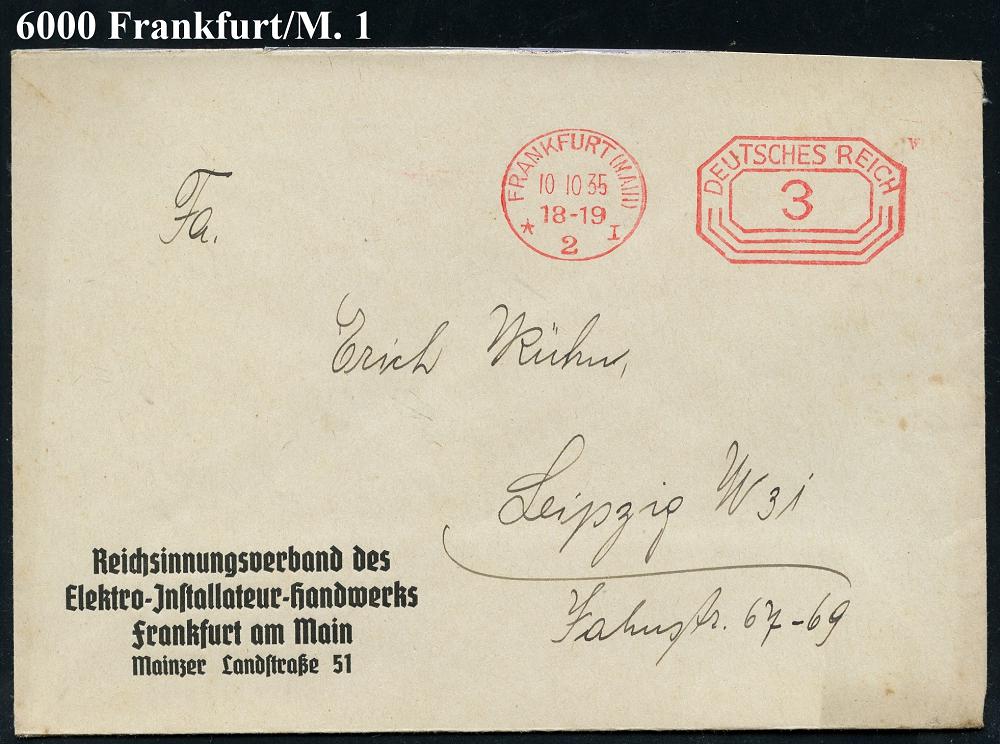 6000 Frankfurt/M. 1
FRANKFURT (MAIN)
10 10 35
18-19
* 2 I
DEUTSCHES REICH
3
Fa.
Erich Kühn,
Leipzig W 31
Jahnstr. 67-69
Reichsinnungsverband des
Elektro-Installateur-Handwerks
Frankfurt am Main
Mainzer Landstraße 51